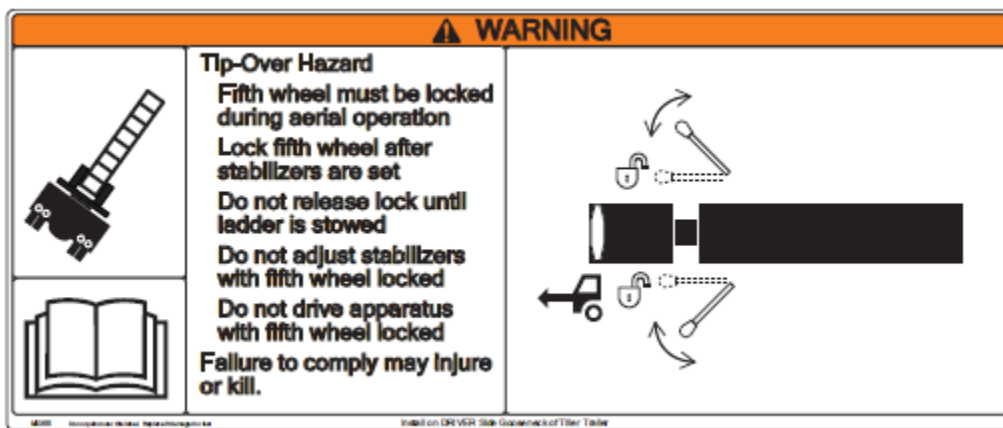 WARNING
Tip-Over Hazard
Fifth wheel must be locked
during aerial operation
Lock fifth wheel after
stabilizers are set
Do not release lock until
ladder is stowed
Do not adjust stabilizers
with fifth wheel locked
Do not drive apparatus
with fifth wheel locked
Failure to comply may injure
or kill.
Install on DRIVER Side Gooseneck of Tiller Trailer